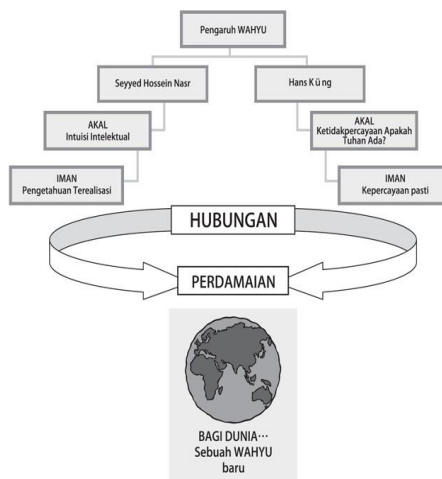 Pengaruh WAHYU
Seyyed Hossein Nasr
Hans Küng
AKAL
Intuisi Intelektual
AKAL
Ketidakpercayaan Apakah
Tuhan Ada?
IMAN
Pengetahuan Terealisasi
IMAN
Kepercayaan pasti
HUBUNGAN
PERDAMAIAN
BAGI DUNIA...
Sebuah WAHYU
baru